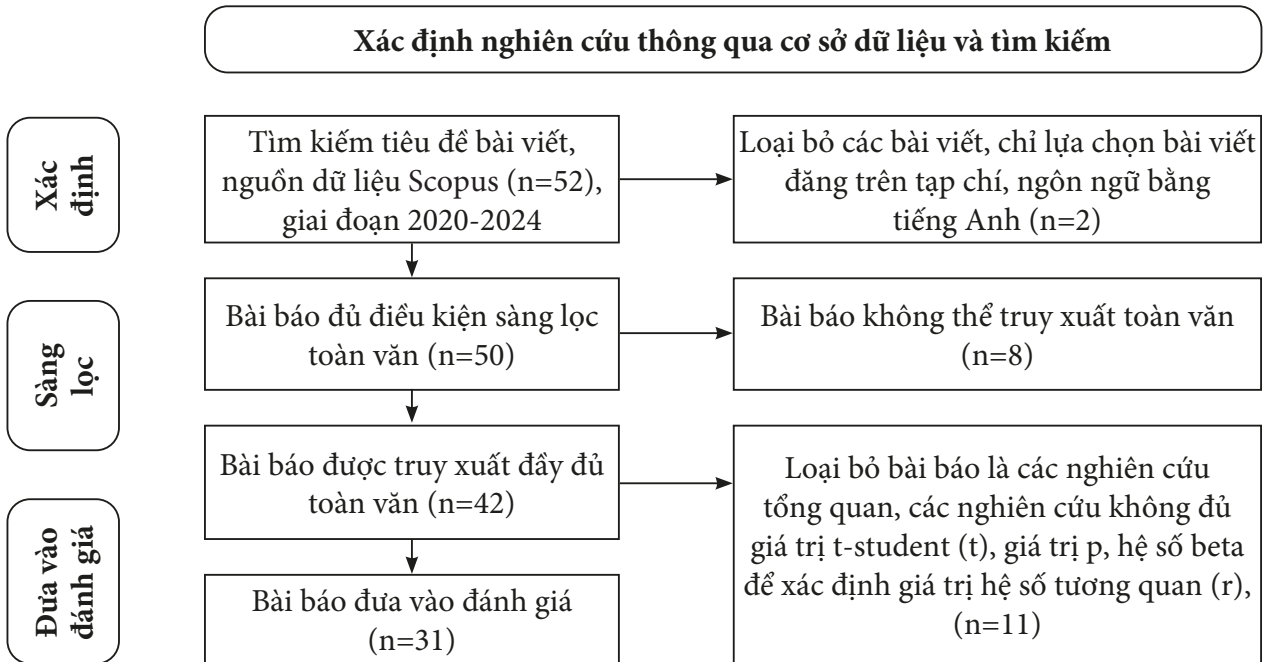 Xác định nghiên cứu thông qua cơ sở dữ liệu và tìm kiếm
Xác
định
Tìm kiếm tiêu đề bài viết,
nguồn dữ liệu Scopus (n=52),
giai đoạn 2020-2024
Loại bỏ các bài viết, chỉ lựa chọn bài viết
đăng trên tạp chí, ngôn ngữ bằng
tiếng Anh (n=2)
Sàng
lọc
Bài báo đủ điều kiện sàng lọc
toàn văn (n=50)
Bài báo không thể truy xuất toàn văn
(n=8)
Bài báo được truy xuất đầy đủ
toàn văn (n=42)
Loại bỏ bài báo là các nghiên cứu
tổng quan, các nghiên cứu không đủ
giá trị t-student (t), giá trị p, hệ số beta
để xác định giá trị hệ số tương quan (r),
(n=11)
Đưa vào
đánh giá
Bài báo đưa vào đánh giá
(n=31)